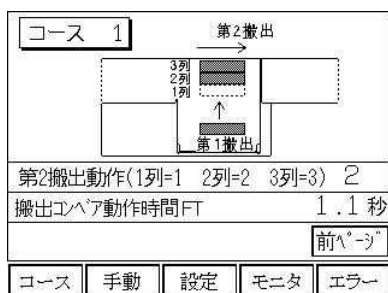 コース 1
第2搬出
3列
2列
1列
第1搬出
第2搬出動作(1列=1 2列=2 3列=3) 2
搬出コンベア動作時間FT 1.1秒
前ページ
コース 手動 設定 モニタ エラー